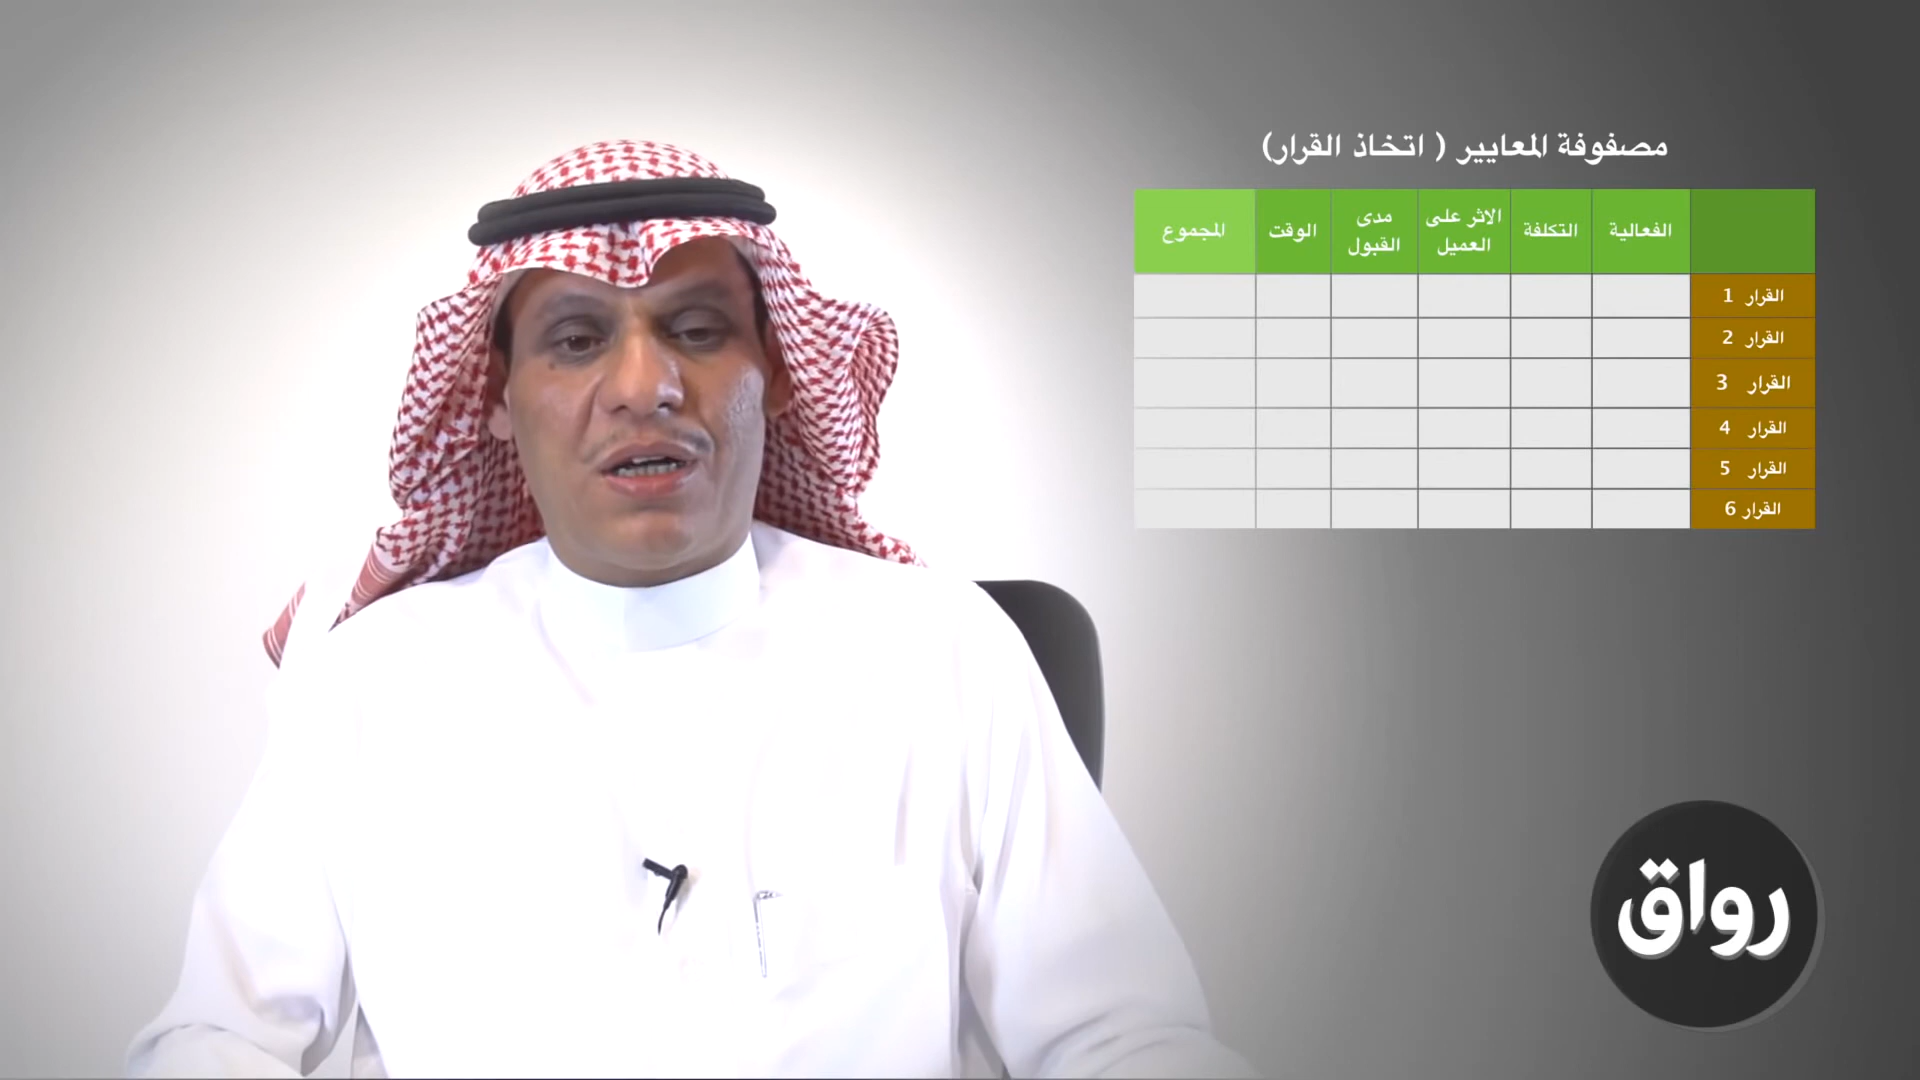 مصفوفة المعايير ( اتخاذ القرار)
الفعالية التكلفة الاثر على العميل مدى القبول الوقت المجموع
القرار 1
القرار 2
القرار 3
القرار 4
القرار 5
القرار 6
رواق